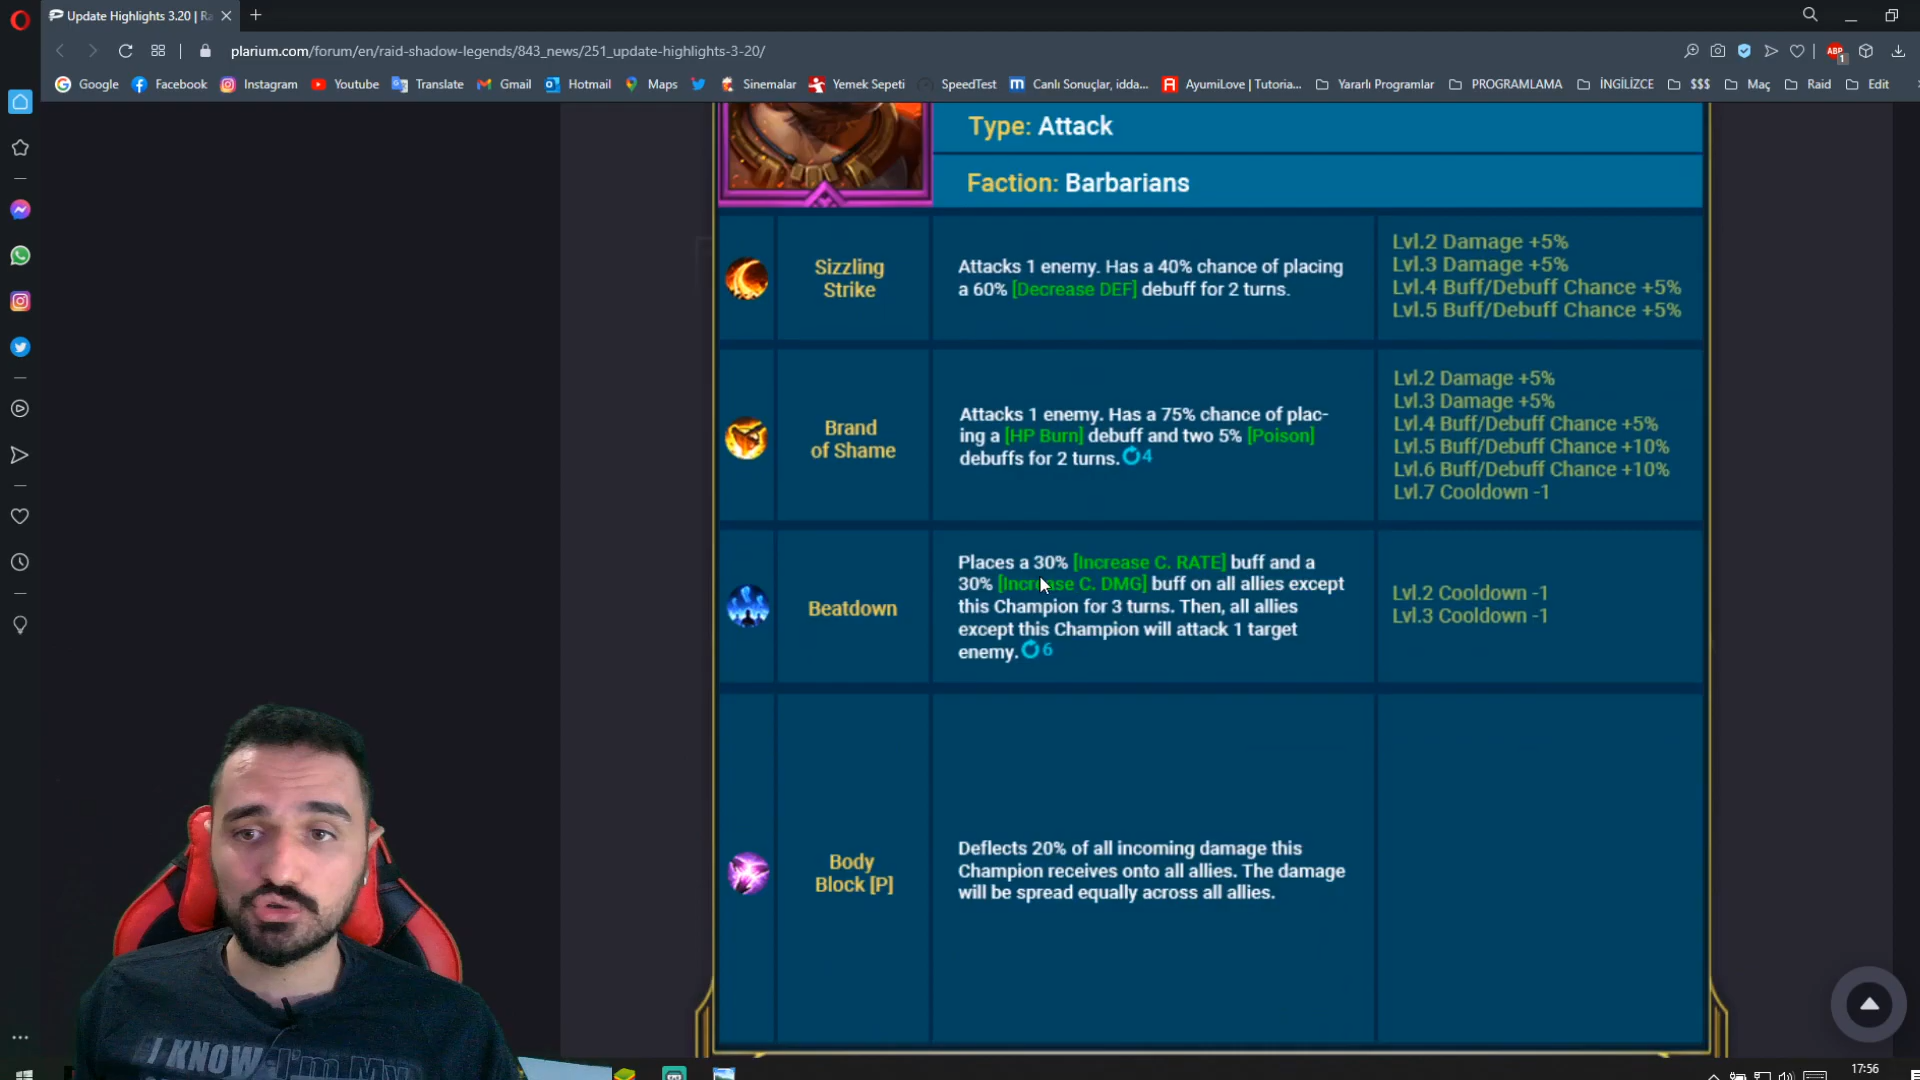 Update Highlights 3.20 | Ra
plarium.com/forum/en/raid-shadow-legends/843_news/251_update-highlights-3-20/
ABP
1
Google
Facebook
Instagram
Youtube
Translate
Gmail
Hotmail
Maps
Sinemalar
Yemek Sepeti
SpeedTest
Canlı Sonuçlar, idda...
AyumiLove | Tutoria...
Yararlı Programlar
PROGRAMLAMA
İNGİLİZCE
$$$
Maç
Raid
Edit
Type: Attack
Faction: Barbarians
Sizzling
Strike
Attacks 1 enemy. Has a 40% chance of placing
a 60% [Decrease DEF] debuff for 2 turns.
Lvl.2 Damage +5%
Lvl.3 Damage +5%
Lvl.4 Buff/Debuff Chance +5%
Lvl.5 Buff/Debuff Chance +5%
Brand
of Shame
Attacks 1 enemy. Has a 75% chance of plac-
ing a [HP Burn] debuff and two 5% [Poison]
debuffs for 2 turns. 4
Lvl.2 Damage +5%
Lvl.3 Damage +5%
Lvl.4 Buff/Debuff Chance +5%
Lvl.5 Buff/Debuff Chance +10%
Lvl.6 Buff/Debuff Chance +10%
Lvl.7 Cooldown -1
Beatdown
Places a 30% [Increase C. RATE] buff and a
30% [Increase C. DMG] buff on all allies except
this Champion for 3 turns. Then, all allies
except this Champion will attack 1 target
enemy. 6
Lvl.2 Cooldown -1
Lvl.3 Cooldown -1
Body
Block [P]
Deflects 20% of all incoming damage this
Champion receives onto all allies. The damage
will be spread equally across all allies.
I KNOW I'm MY
17:56